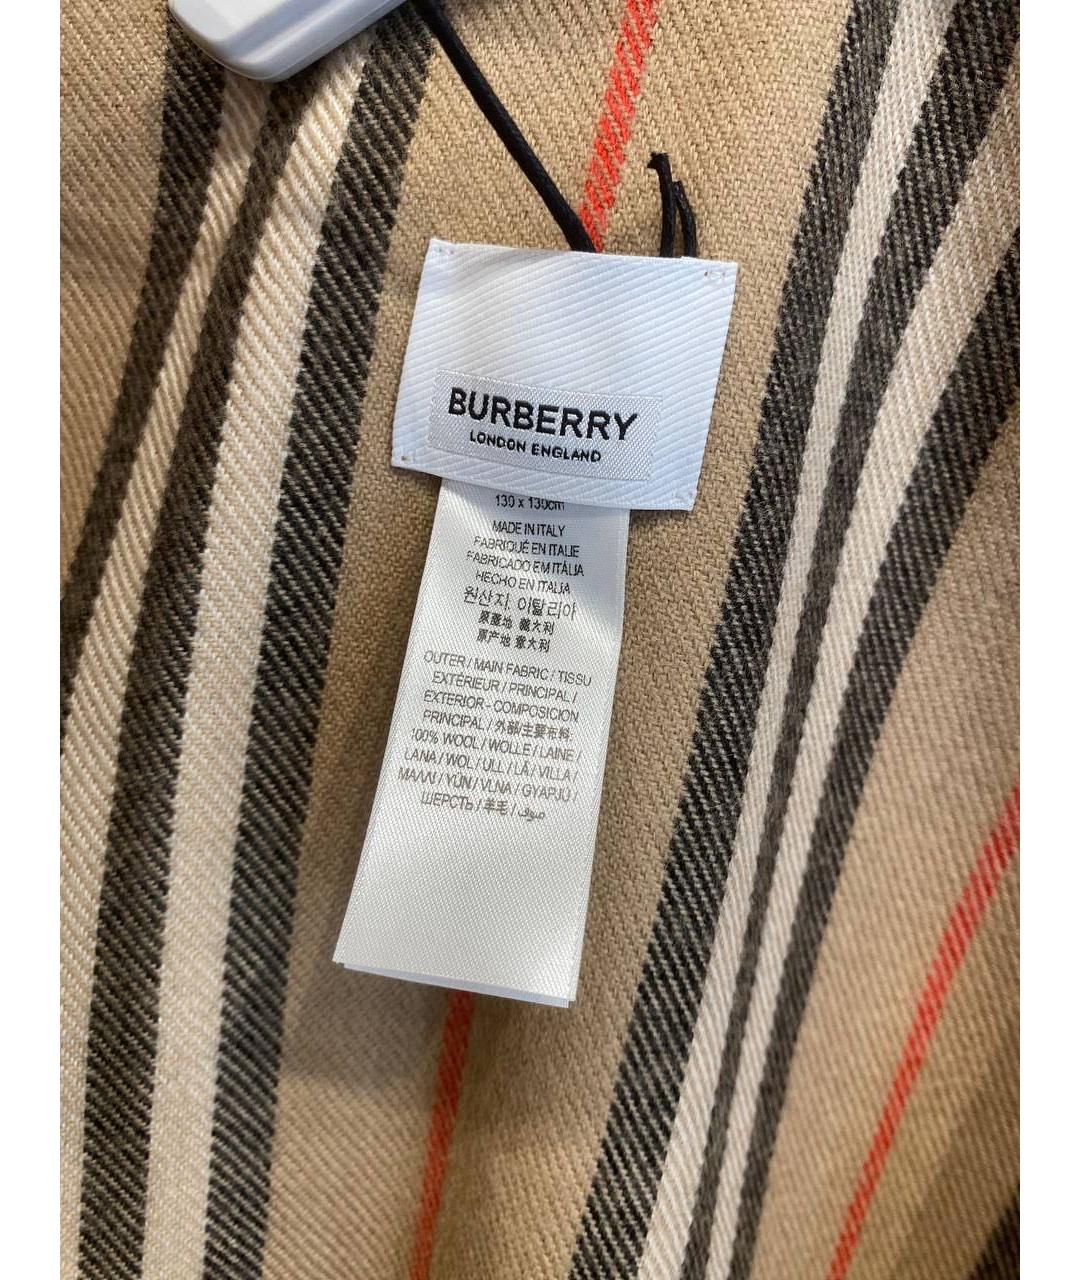 BURBERRY
LONDON ENGLAND
130 x 130cm
MADE IN ITALY
FABRIQUÉ EN ITALIE
FABRICADO EM ITÁLIA
HECHO EN ITALIA
원산지: 이탈리아
原產地 義大利
原产地 意大利
OUTER / MAIN FABRIC / TISSU
EXTÉRIEUR / PRINCIPAL /
EXTERIOR - COMPOSICION
PRINCIPAL / 外部/主要布料
100% WOOL / WOLLE / LAINE /
LANA / WOL / ULL / LÃ / VILLA /
ΜΑΛΛΙ / YÜN / VLNA / GYAPJÚ /
ШЕРСТЬ / 羊毛 / صوف